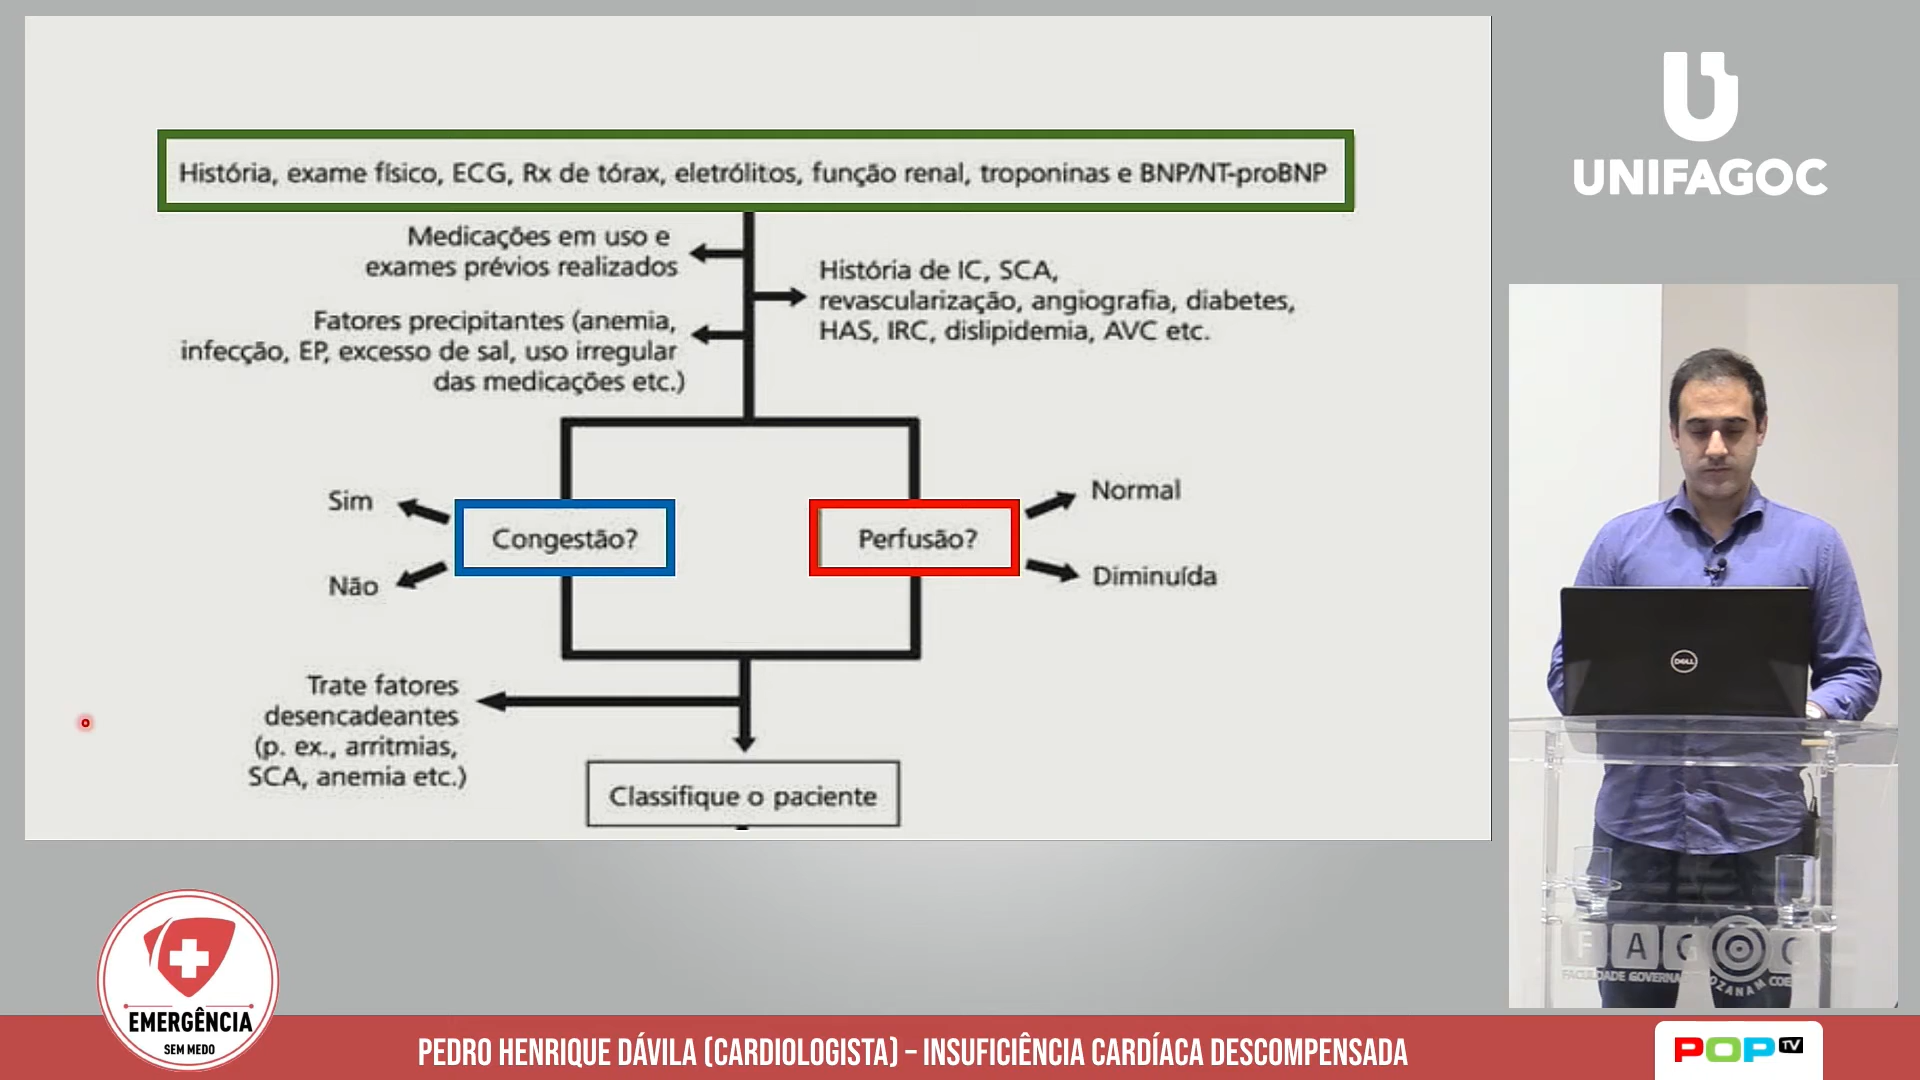 História, exame físico, ECG, Rx de tórax, eletrólitos, função renal, troponinas e BNP/NT-proBNP
Medicações em uso e
exames prévios realizados
História de IC, SCA,
revascularização, angiografia, diabetes,
HAS, IRC, dislipidemia, AVC etc.
Fatores precipitantes (anemia,
infecção, EP, excesso de sal, uso irregular
das medicações etc.)
Sim
Não
Congestão?
Perfusão?
Normal
Diminuída
Trate fatores
desencadeantes
(p. ex., arritmias,
SCA, anemia etc.)
Classifique o paciente
UNIFAGOC
DELL
FAGOC
EMERGÊNCIA
SEM MEDO
PEDRO HENRIQUE DÁVILA (CARDIOLOGISTA) – INSUFICIÊNCIA CARDÍACA DESCOMPENSADA
POP TV